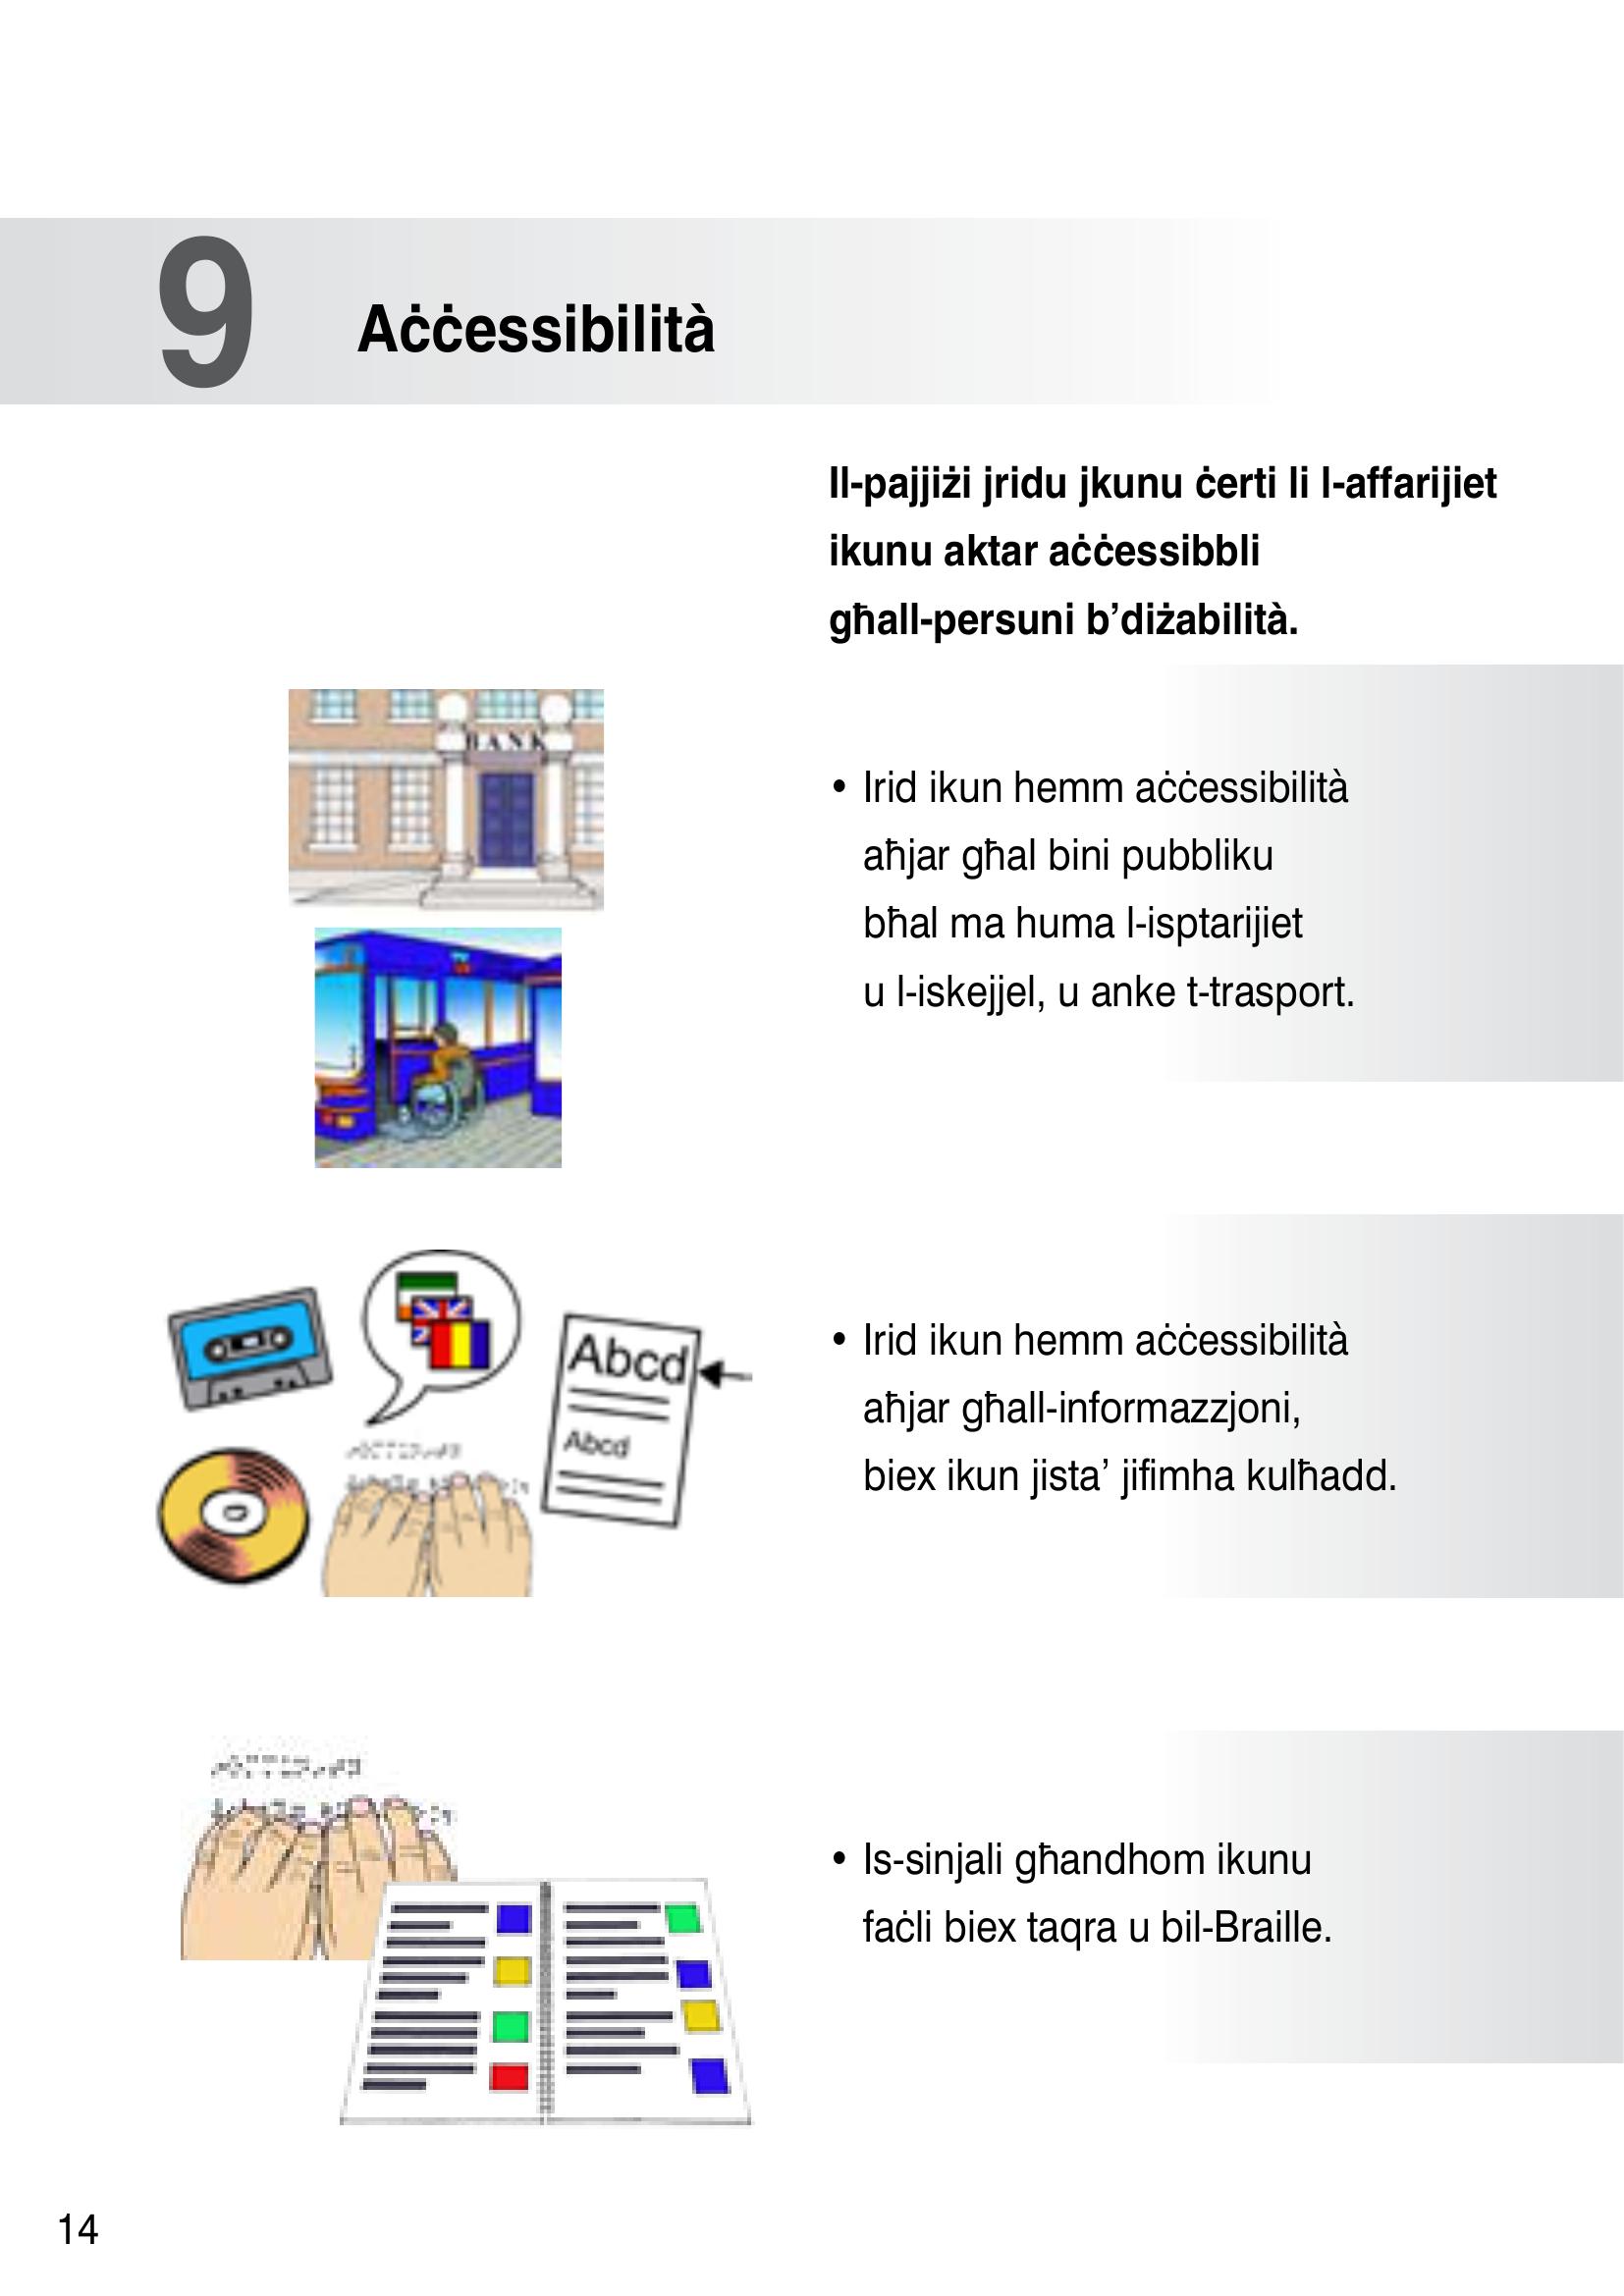 9
Aċċessibilità
Il-pajjiżi jridu jkunu ċerti li l-affarijiet
ikunu aktar aċċessibbli
għall-persuni b’diżabilità.
BANK
• Irid ikun hemm aċċessibilità
aħjar għal bini pubbliku
bħal ma huma l-isptarijiet
u l-iskejjel, u anke t-trasport.
Abcd
Abcd
• Irid ikun hemm aċċessibilità
aħjar għall-informazzjoni,
biex ikun jista’ jifimha kulħadd.
• Is-sinjali għandhom ikunu
faċli biex taqra u bil-Braille.
14